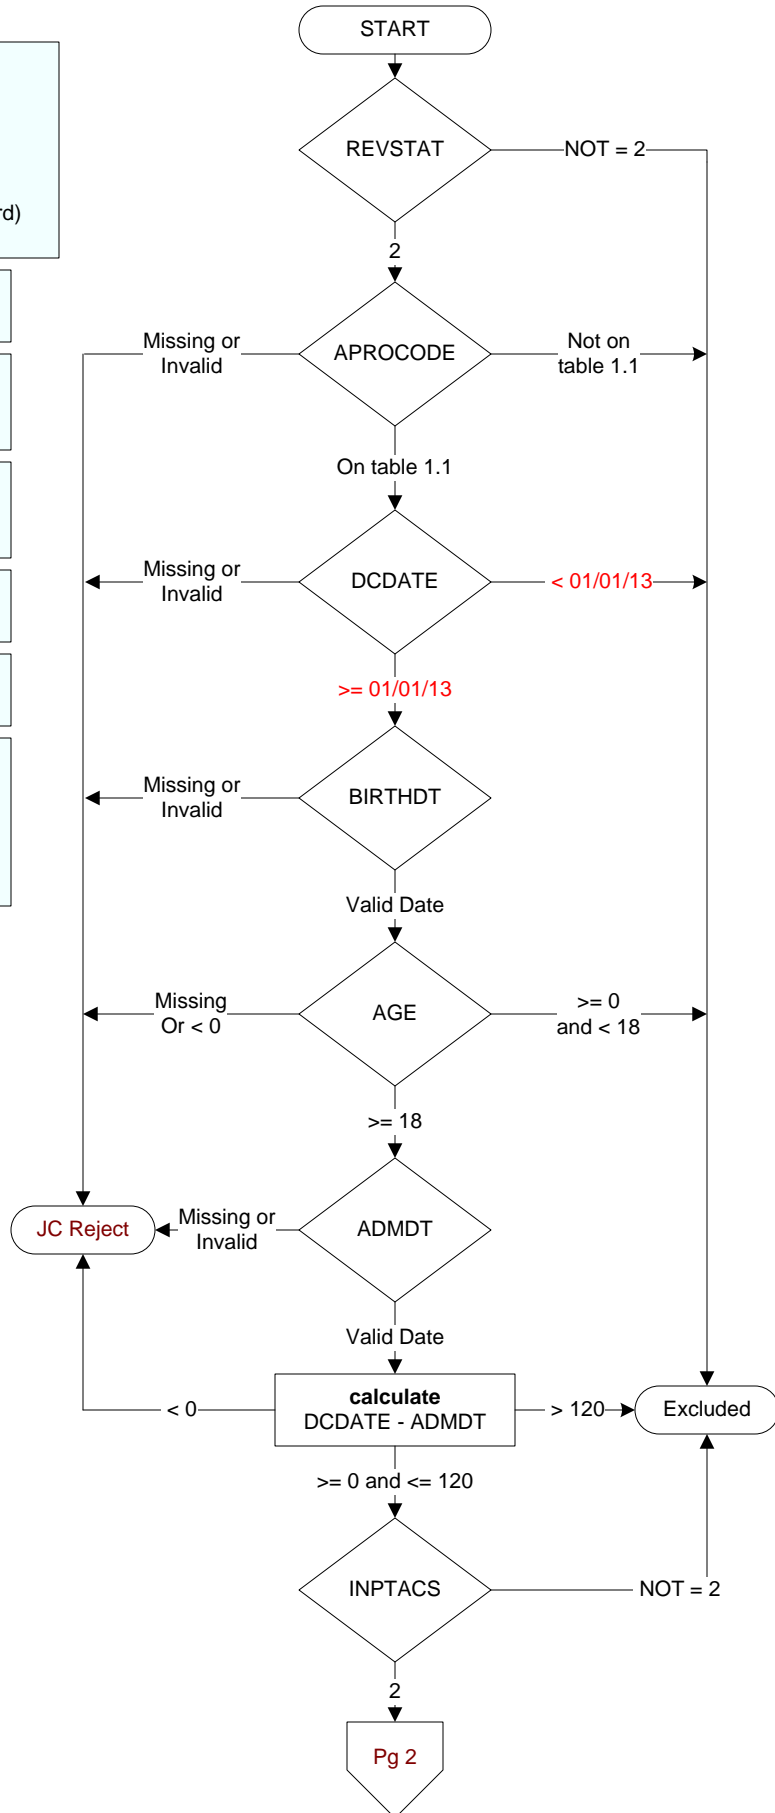 START
REVSTAT
NOT = 2
rd)
2
Missing or
Invalid
APROCODE
Not on
table 1.1
On table 1.1
Missing or
Invalid
DCDATE
< 01/01/13
>= 01/01/13
Missing or
Invalid
BIRTHDT
Valid Date
Missing
Or < 0
AGE
>= 0
and < 18
>= 18
JC Reject
Missing or
Invalid
ADMDT
Valid Date
< 0
calculate
DCDATE - ADMDT
> 120
Excluded
>= 0 and <= 120
INPTACS
NOT = 2
2
Pg 2